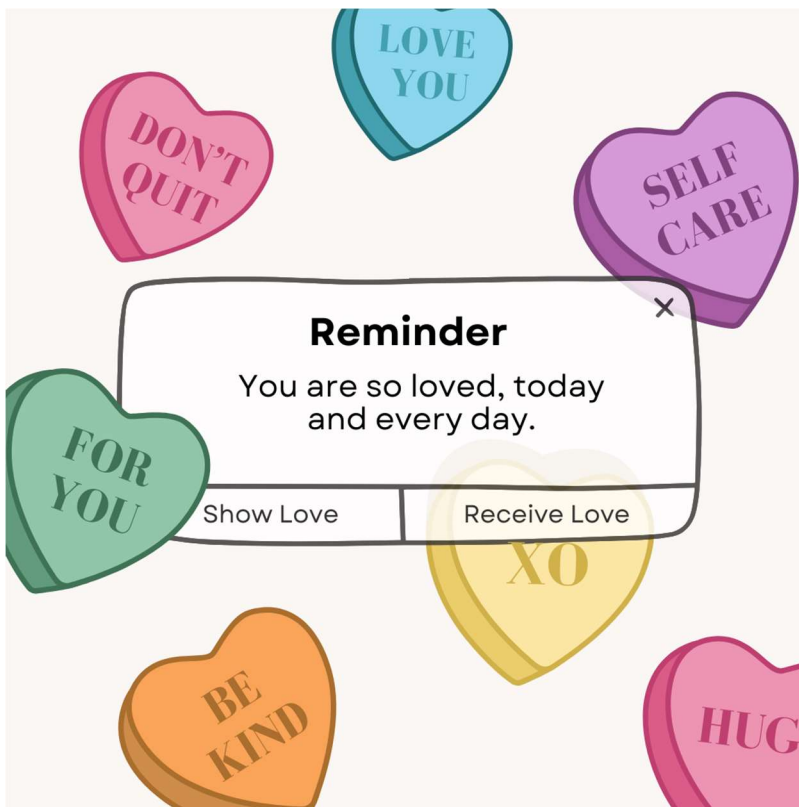 LOVE
YOU
DON'T
QUIT
SELF
CARE
Reminder
You are so loved, today
and every day.
FOR
YOU
Show Love
Receive Love
XO
BE
KIND
HUG